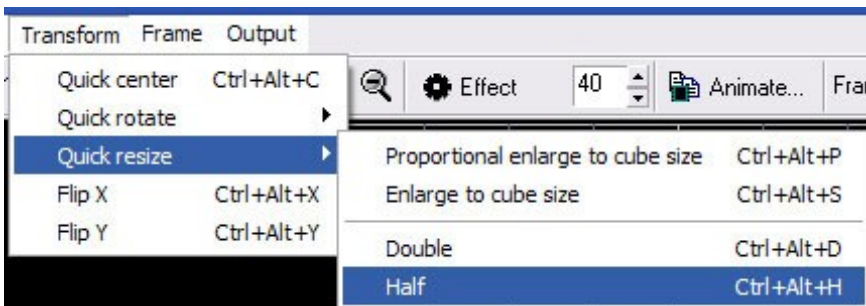 Transform Frame Output
Quick center Ctrl+Alt+C
Effect 40 Animate...
Quick rotate
Quick resize
Proportional enlarge to cube size Ctrl+Alt+P
Flip X Ctrl+Alt+X
Enlarge to cube size Ctrl+Alt+S
Flip Y Ctrl+Alt+Y
Double Ctrl+Alt+D
Half Ctrl+Alt+H